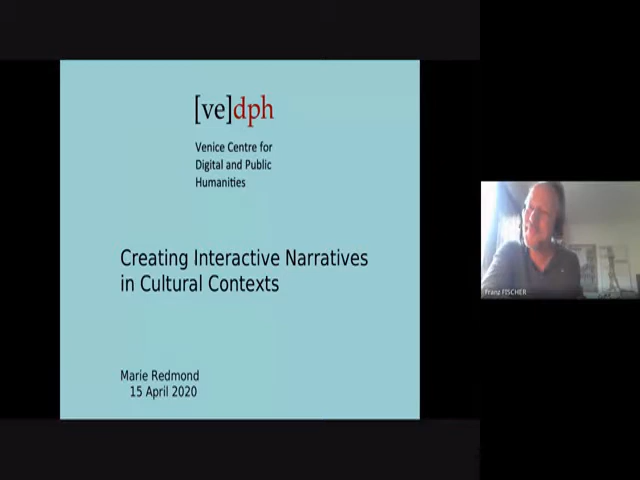 [ve]dph
Venice Centre for
Digital and Public
Humanities
Creating Interactive Narratives
in Cultural Contexts
Marie Redmond
15 April 2020
Franz FISCHER